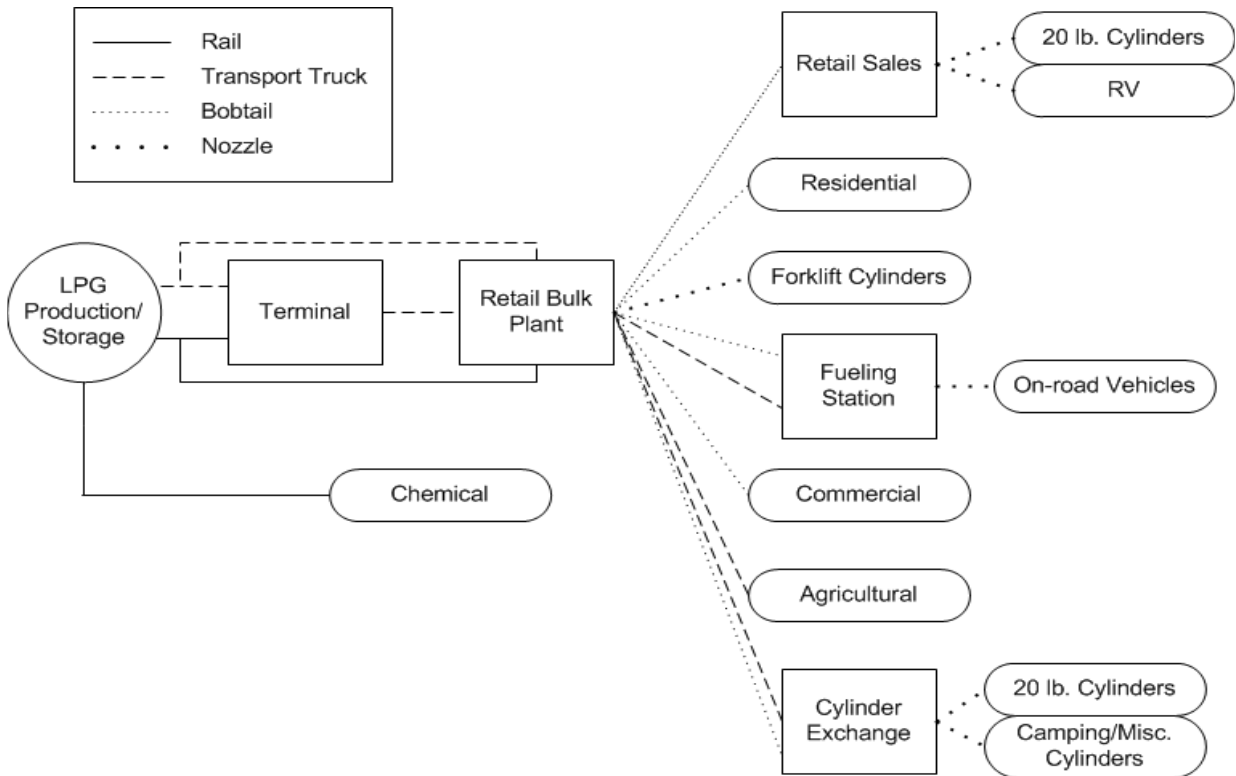 Rail
Transport Truck
Bobtail
Nozzle
Retail Sales
20 lb. Cylinders
RV
Residential
LPG
Production/
Storage
Terminal
Retail Bulk
Plant
Forklift Cylinders
Fueling
Station
On-road Vehicles
Chemical
Commercial
Agricultural
Cylinder
Exchange
20 lb. Cylinders
Camping/Misc.
Cylinders